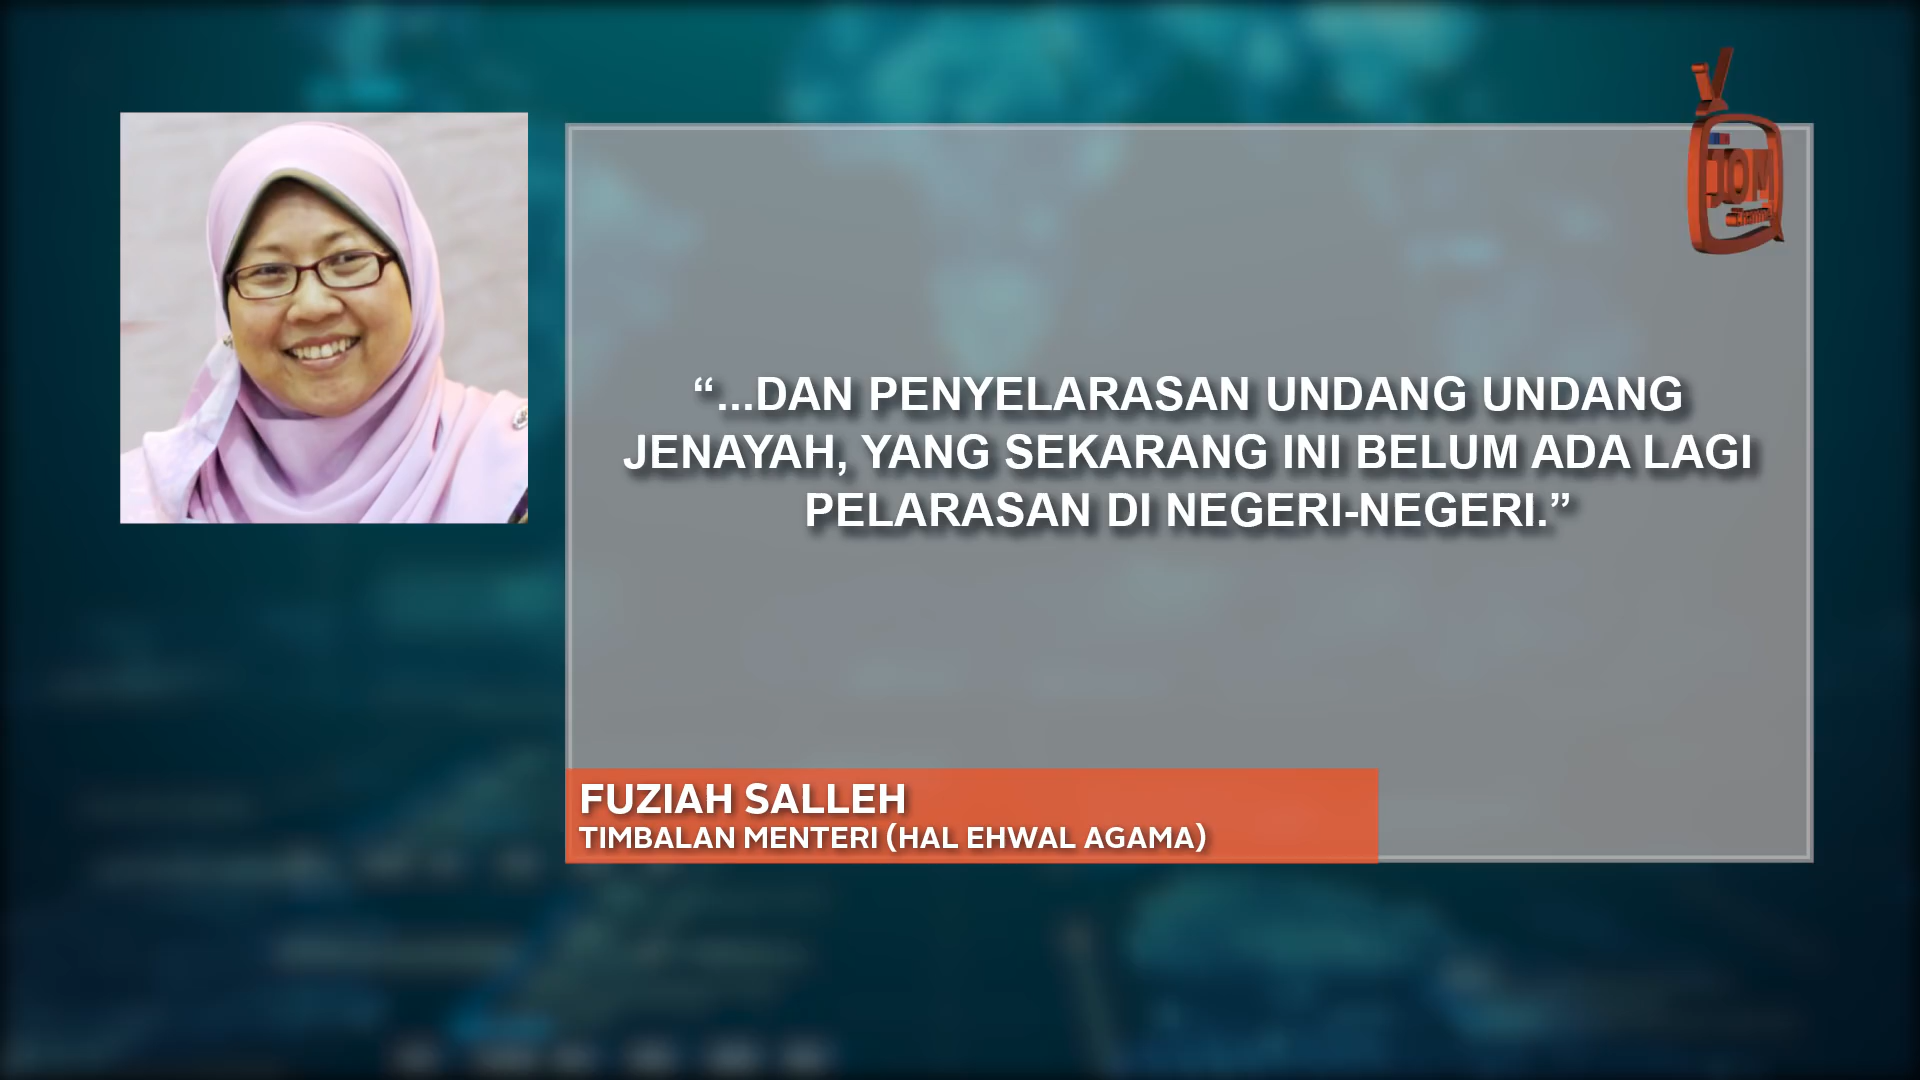 JOM
channel
“...DAN PENYELARASAN UNDANG UNDANG
JENAYAH, YANG SEKARANG INI BELUM ADA LAGI
PELARASAN DI NEGERI-NEGERI.”
FUZIAH SALLEH
TIMBALAN MENTERI (HAL EHWAL AGAMA)